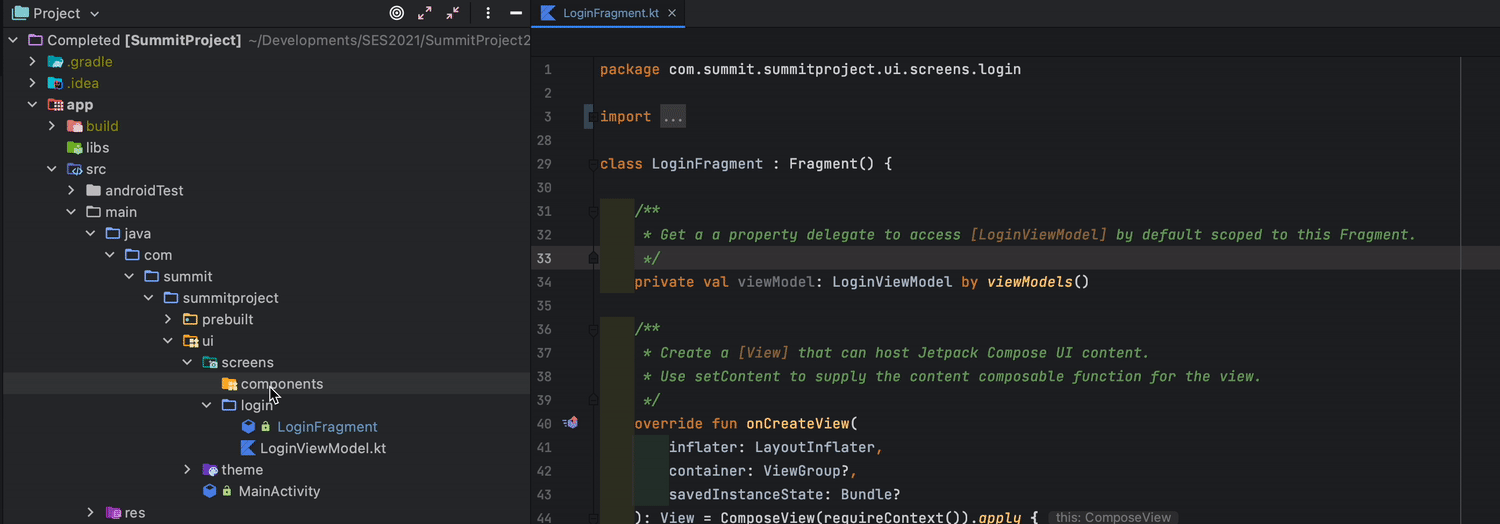 Project
Completed [SummitProject] ~/Developments/SES2021/SummitProject2
.gradle
.idea
app
build
libs
src
androidTest
main
java
com
summit
summitproject
prebuilt
ui
screens
components
login
LoginFragment
LoginViewModel.kt
theme
MainActivity
res
LoginFragment.kt
1 package com.summit.summitproject.ui.screens.login
2
3 import ...
28
29 class LoginFragment : Fragment() {
30
31 /**
32 * Get a a property delegate to access [LoginViewModel] by default scoped to this Fragment.
33 */
34 private val viewModel: LoginViewModel by viewModels()
35
36 /**
37 * Create a [View] that can host Jetpack Compose UI content.
38 * Use setContent to supply the content composable function for the view.
39 */
40 override fun onCreateView(
41 inflater: LayoutInflater,
42 container: ViewGroup?,
43 savedInstanceState: Bundle?
44 ): View = ComposeView(requireContext()).apply { this: ComposeView